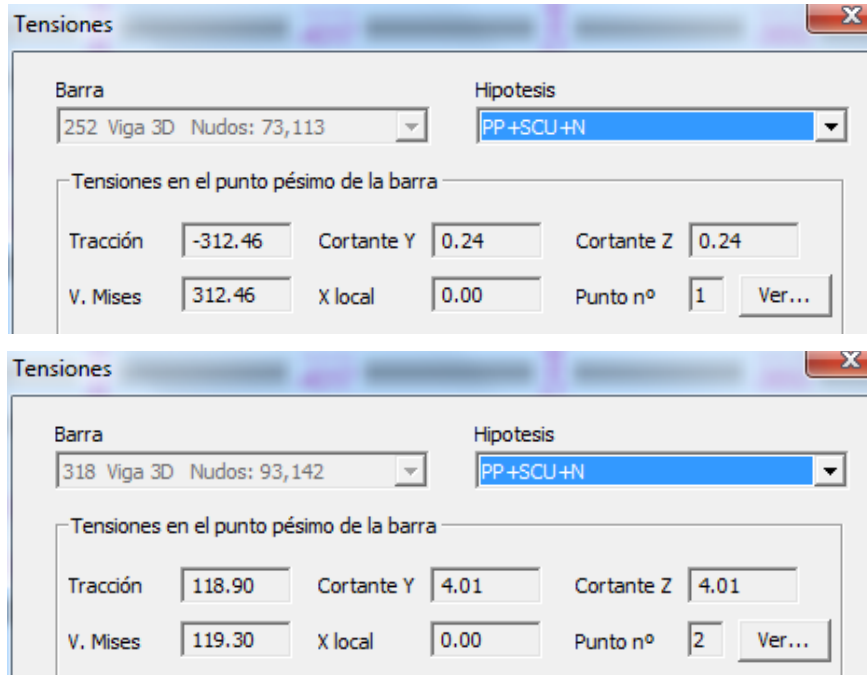 Tensiones
Barra Hipotesis
252 Viga 3D Nudos: 73,113 PP+SCU+N
Tensiones en el punto pésimo de la barra
Tracción -312.46 Cortante Y 0.24 Cortante Z 0.24
V. Mises 312.46 X local 0.00 Punto nº 1 Ver...
Tensiones
Barra Hipotesis
318 Viga 3D Nudos: 93,142 PP+SCU+N
Tensiones en el punto pésimo de la barra
Tracción 118.90 Cortante Y 4.01 Cortante Z 4.01
V. Mises 119.30 X local 0.00 Punto nº 2 Ver...